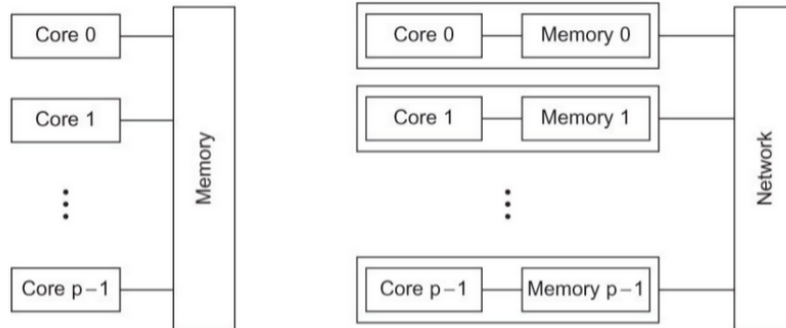 Core 0
Core 1
Core p−1
Memory
Core 0
Memory 0
Core 1
Memory 1
Core p−1
Memory p−1
Network